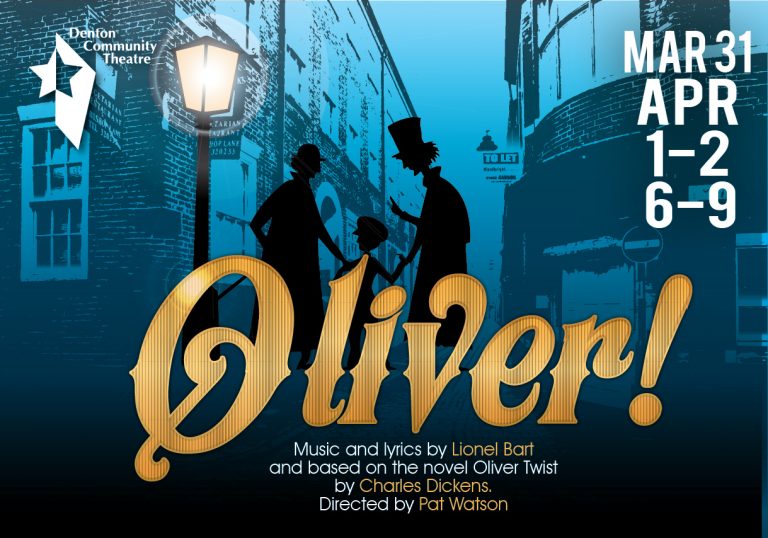 Denton
Community
Theatre
MAR 31
APR
1–2
6–9
TO LET
Oliver!
Music and lyrics by Lionel Bart
and based on the novel Oliver Twist
by Charles Dickens.
Directed by Pat Watson